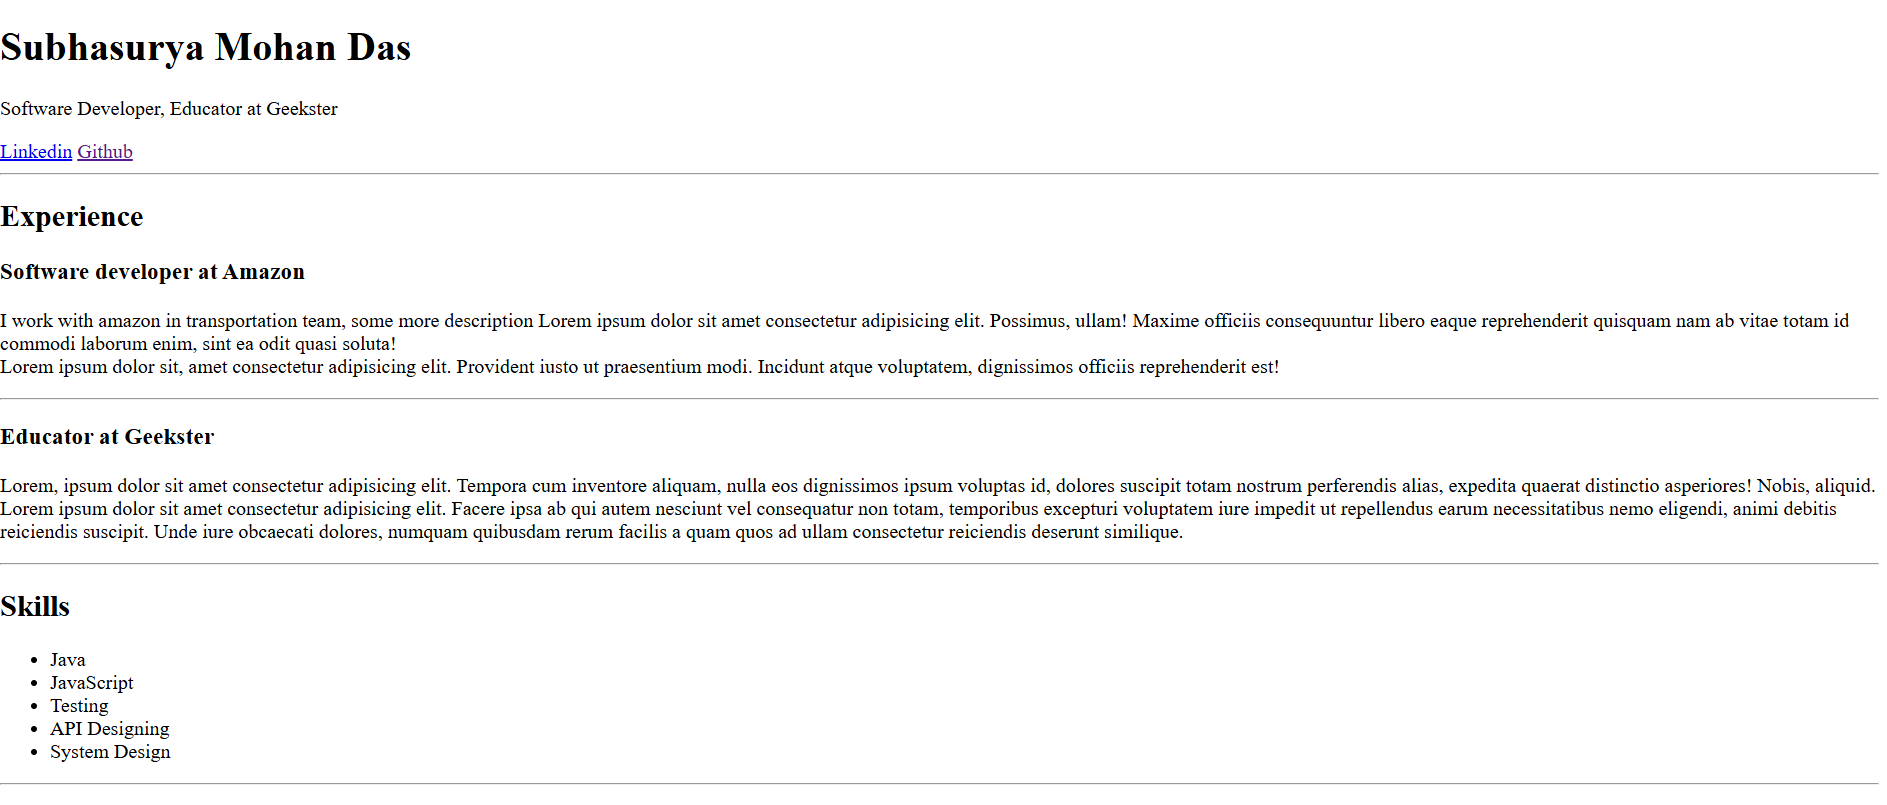 Subhasurya Mohan Das
Software Developer, Educator at Geekster
Linkedin Github
Experience
Software developer at Amazon
I work with amazon in transportation team, some more description Lorem ipsum dolor sit amet consectetur adipisicing elit. Possimus, ullam! Maxime officiis consequuntur libero eaque reprehenderit quisquam nam ab vitae totam id
commodi laborum enim, sint ea odit quasi soluta!
Lorem ipsum dolor sit, amet consectetur adipisicing elit. Provident iusto ut praesentium modi. Incidunt atque voluptatem, dignissimos officiis reprehenderit est!
Educator at Geekster
Lorem, ipsum dolor sit amet consectetur adipisicing elit. Tempora cum inventore aliquam, nulla eos dignissimos ipsum voluptas id, dolores suscipit totam nostrum perferendis alias, expedita quaerat distinctio asperiores! Nobis, aliquid.
Lorem ipsum dolor sit amet consectetur adipisicing elit. Facere ipsa ab qui autem nesciunt vel consequatur non totam, temporibus excepturi voluptatem iure impedit ut repellendus earum necessitatibus nemo eligendi, animi debitis
reiciendis suscipit. Unde iure obcaecati dolores, numquam quibusdam rerum facilis a quam quos ad ullam consectetur reiciendis deserunt similique.
Skills
• Java
• JavaScript
• Testing
• API Designing
• System Design